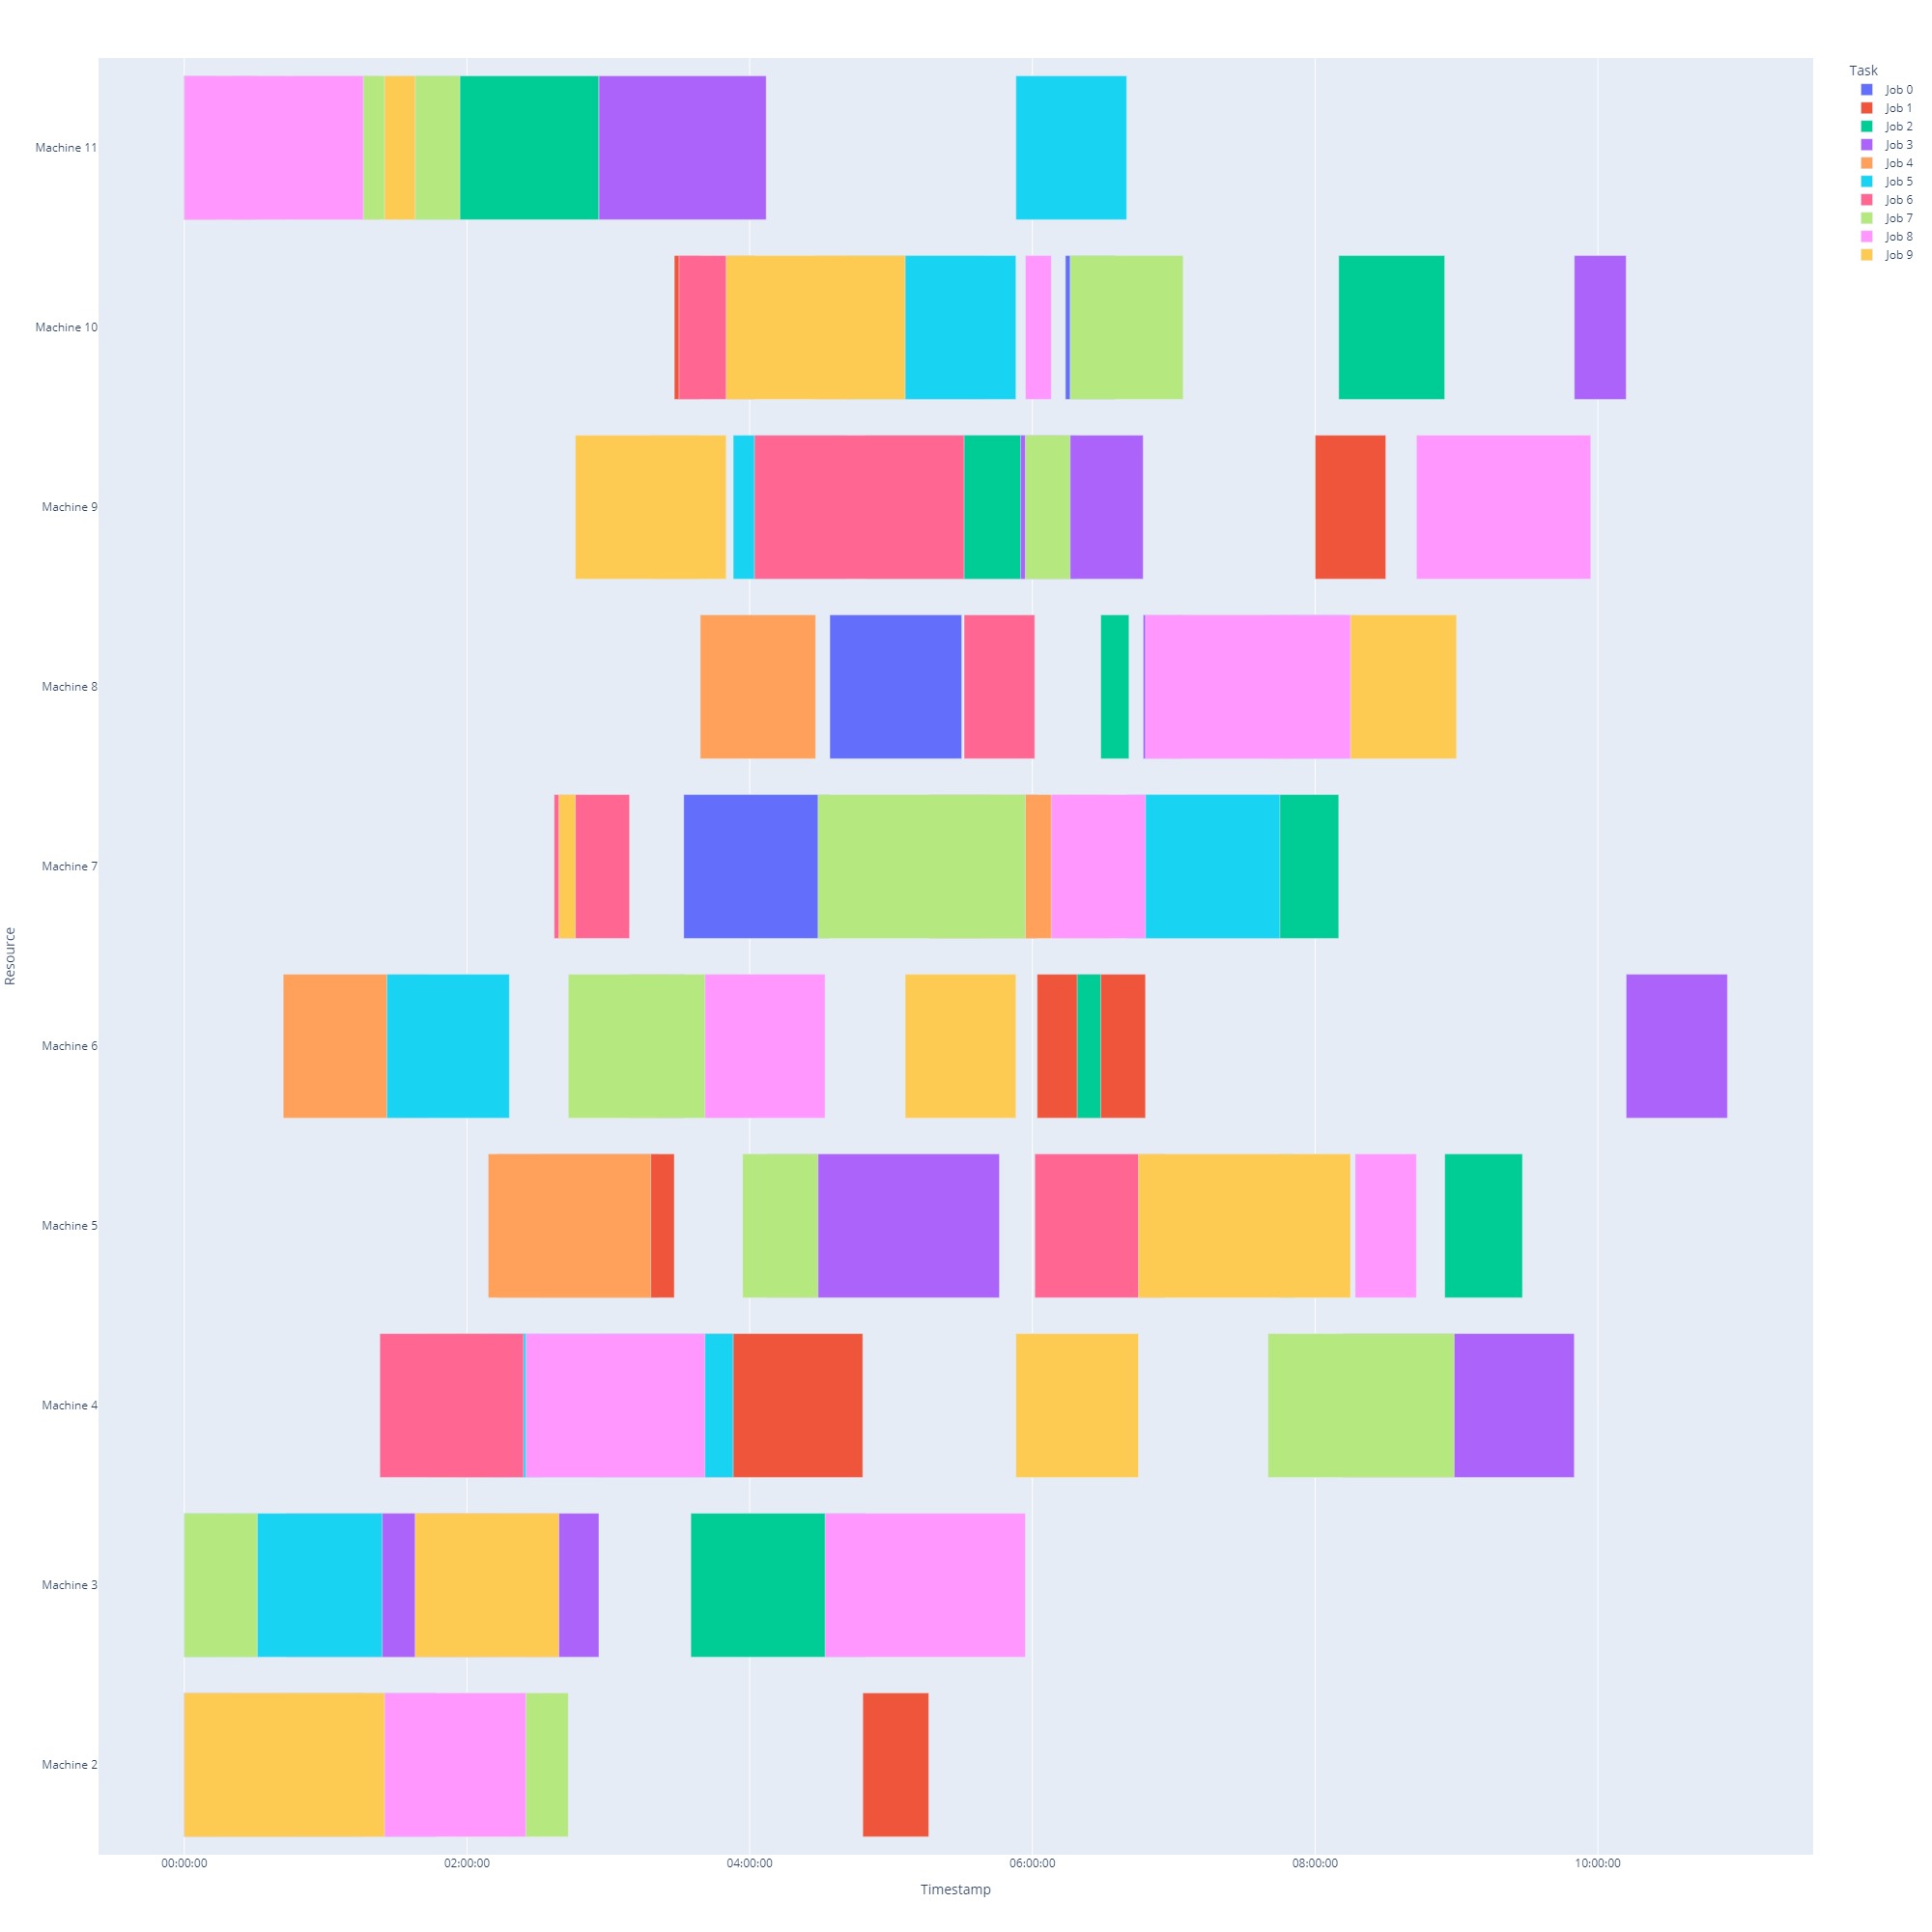 Task
Job 0
Job 1
Job 2
Job 3
Job 4
Job 5
Job 6
Job 7
Job 8
Job 9
Machine 11
Machine 10
Machine 9
Machine 8
Machine 7
Machine 6
Machine 5
Machine 4
Machine 3
Machine 2
Resource
00:00:00
02:00:00
04:00:00
06:00:00
08:00:00
10:00:00
Timestamp